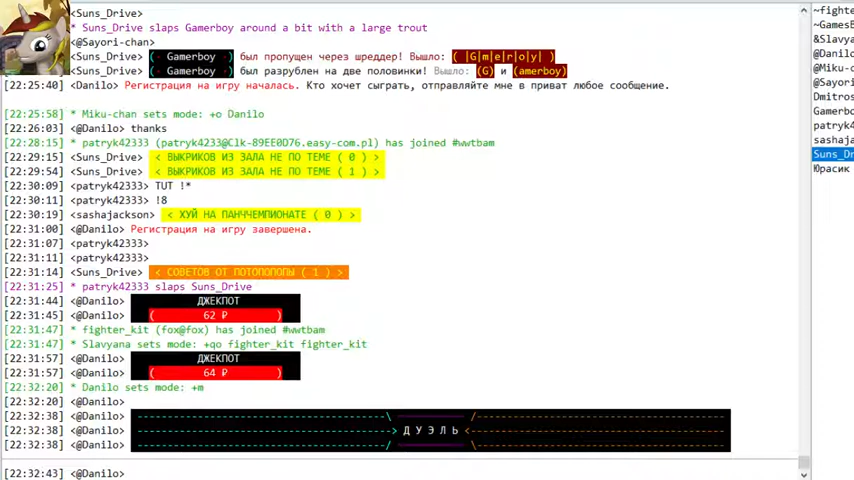 <Suns_Drive>
* Suns_Drive slaps Gamerboy around a bit with a large trout
<@Sayori-chan>
<Suns_Drive> ( Gamerboy ) был пропущен через шреддер! Вышло: ( |G|m|e|r|o|y| )
<Suns_Drive> ( Gamerboy ) был разрублен на две половинки! Вышло: (G) и (amerboy)
[22:25:40] <Danilo> Регистрация на игру началась. Кто хочет сыграть, отправляйте мне в приват любое сообщение.
[22:25:58] * Miku-chan sets mode: +o Danilo
[22:26:03] <@Danilo> thanks
[22:28:15] * patryk42333 (patryk4233@Clk-89EE0D76.easy-com.pl) has joined #wwtbam
[22:29:15] <Suns_Drive> < ВЫКРИКОВ ИЗ ЗАЛА НЕ ПО ТЕМЕ ( 0 ) >
[22:29:54] <Suns_Drive> < ВЫКРИКОВ ИЗ ЗАЛА НЕ ПО ТЕМЕ ( 1 ) >
[22:30:09] <patryk42333> TUT !*
[22:30:11] <patryk42333> !8
[22:30:19] <sashajackson> < ХУЙ НА ПАНЧЧЕМПИОНАТЕ ( 0 ) >
[22:31:00] <@Danilo> Регистрация на игру завершена.
[22:31:07] <patryk42333>
[22:31:11] <patryk42333>
[22:31:14] <Suns_Drive> < СОВЕТОВ ОТ ПОТОПОПОПЫ ( 1 ) >
[22:31:25] * patryk42333 slaps Suns_Drive
[22:31:44] <@Danilo> ДЖЕКПОТ
[22:31:45] <@Danilo> ( 62 ₽ )
[22:31:47] * fighter_kit (fox@fox) has joined #wwtbam
[22:31:47] * Slavyana sets mode: +qo fighter_kit fighter_kit
[22:31:57] <@Danilo> ДЖЕКПОТ
[22:31:57] <@Danilo> ( 64 ₽ )
[22:32:20] * Danilo sets mode: +m
[22:32:20] <@Danilo>
[22:32:38] <@Danilo>
[22:32:38] <@Danilo> > Д У Э Л Ь <
[22:32:38] <@Danilo>
[22:32:43] <@Danilo>
~fighte
~GamesB
&Slavya
@Danilo
@Miku-c
@Sayori
Dmitros
Gamerbo
patryk4
sashaja
Suns_Dr
Юрасик